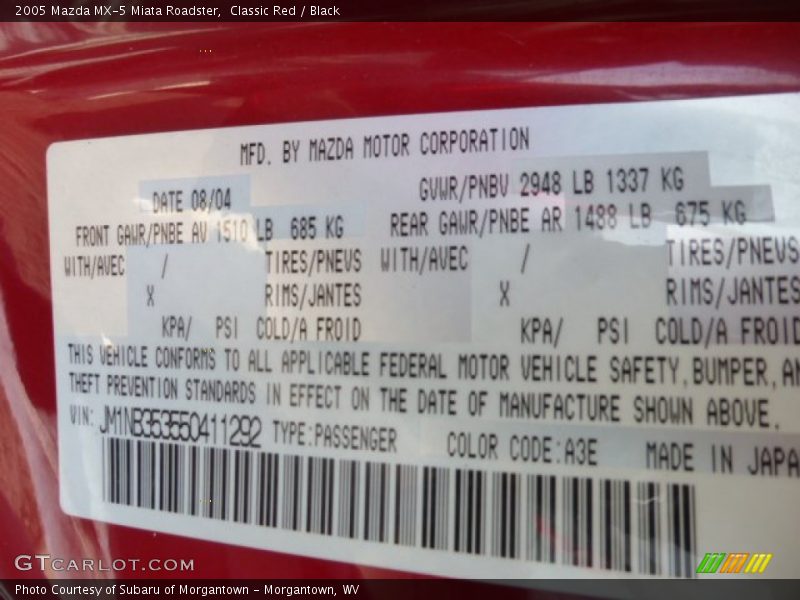 2005 Mazda MX-5 Miata Roadster, Classic Red / Black
MFD. BY MAZDA MOTOR CORPORATION
DATE 08/04 GVWR/PNBV 2948 LB 1337 KG
FRONT GAWR/PNBE AV 1510 LB 685 KG REAR GAWR/PNBE AR 1488 LB 675 KG
WITH/AVEC / TIRES/PNEUS WITH/AVEC / TIRES/PNEUS
X RIMS/JANTES X RIMS/JANTES
KPA/ PSI COLD/A FROID KPA/ PSI COLD/A FROID
THIS VEHICLE CONFORMS TO ALL APPLICABLE FEDERAL MOTOR VEHICLE SAFETY, BUMPER, AN
THEFT PREVENTION STANDARDS IN EFFECT ON THE DATE OF MANUFACTURE SHOWN ABOVE.
VIN: JM1NB353550411292 TYPE:PASSENGER COLOR CODE:A3E MADE IN JAPA
GTCARLOT.COM
Photo Courtesy of Subaru of Morgantown - Morgantown, WV